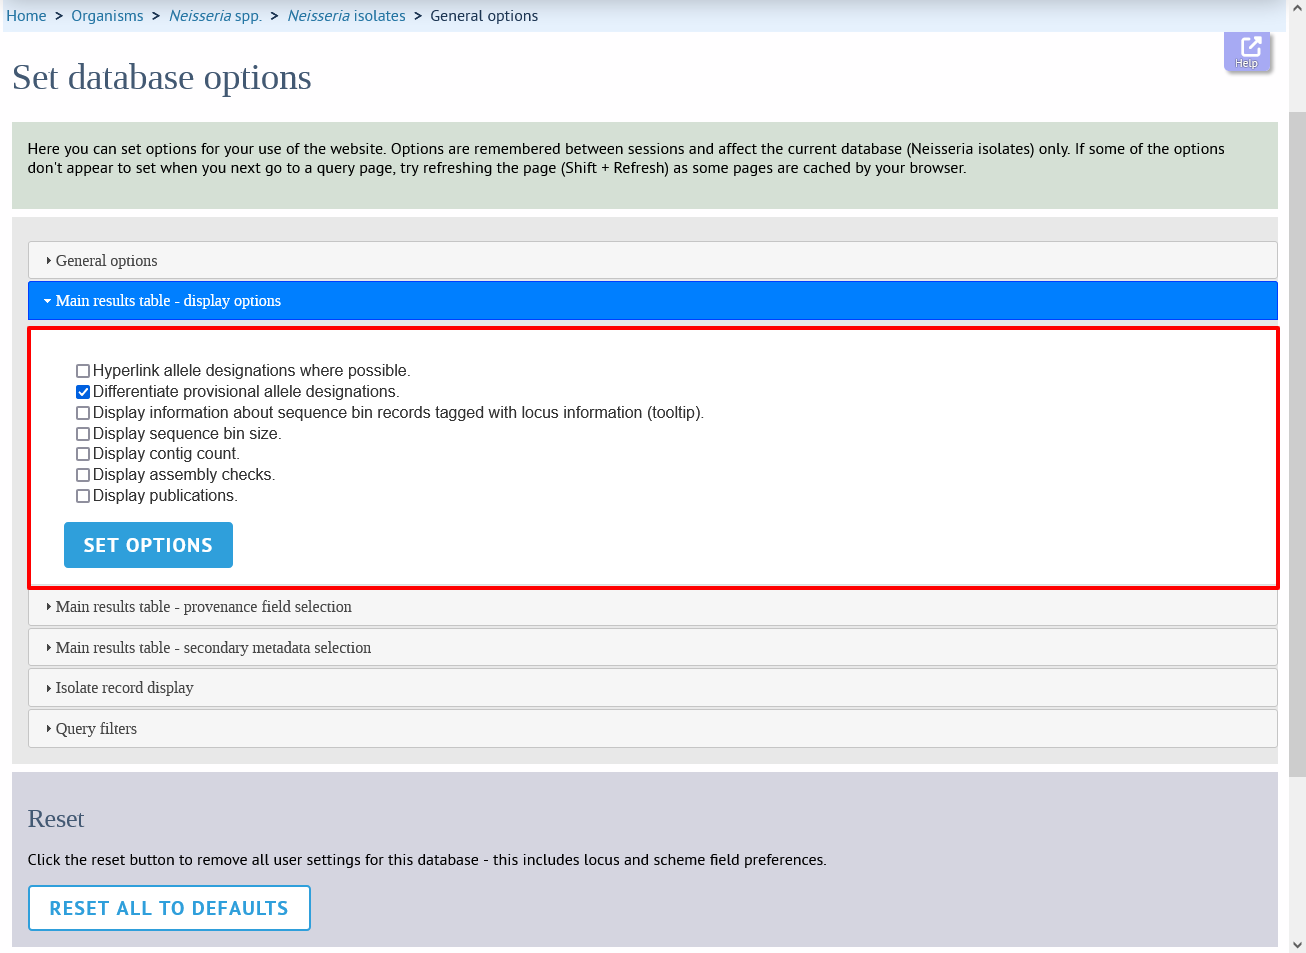 Home > Organisms > Neisseria spp. > Neisseria isolates > General options
Help
Set database options
Here you can set options for your use of the website. Options are remembered between sessions and affect the current database (Neisseria isolates) only. If some of the options
don't appear to set when you next go to a query page, try refreshing the page (Shift + Refresh) as some pages are cached by your browser.
General options
Main results table - display options
Hyperlink allele designations where possible.
Differentiate provisional allele designations.
Display information about sequence bin records tagged with locus information (tooltip).
Display sequence bin size.
Display contig count.
Display assembly checks.
Display publications.
SET OPTIONS
Main results table - provenance field selection
Main results table - secondary metadata selection
Isolate record display
Query filters
Reset
Click the reset button to remove all user settings for this database - this includes locus and scheme field preferences.
RESET ALL TO DEFAULTS